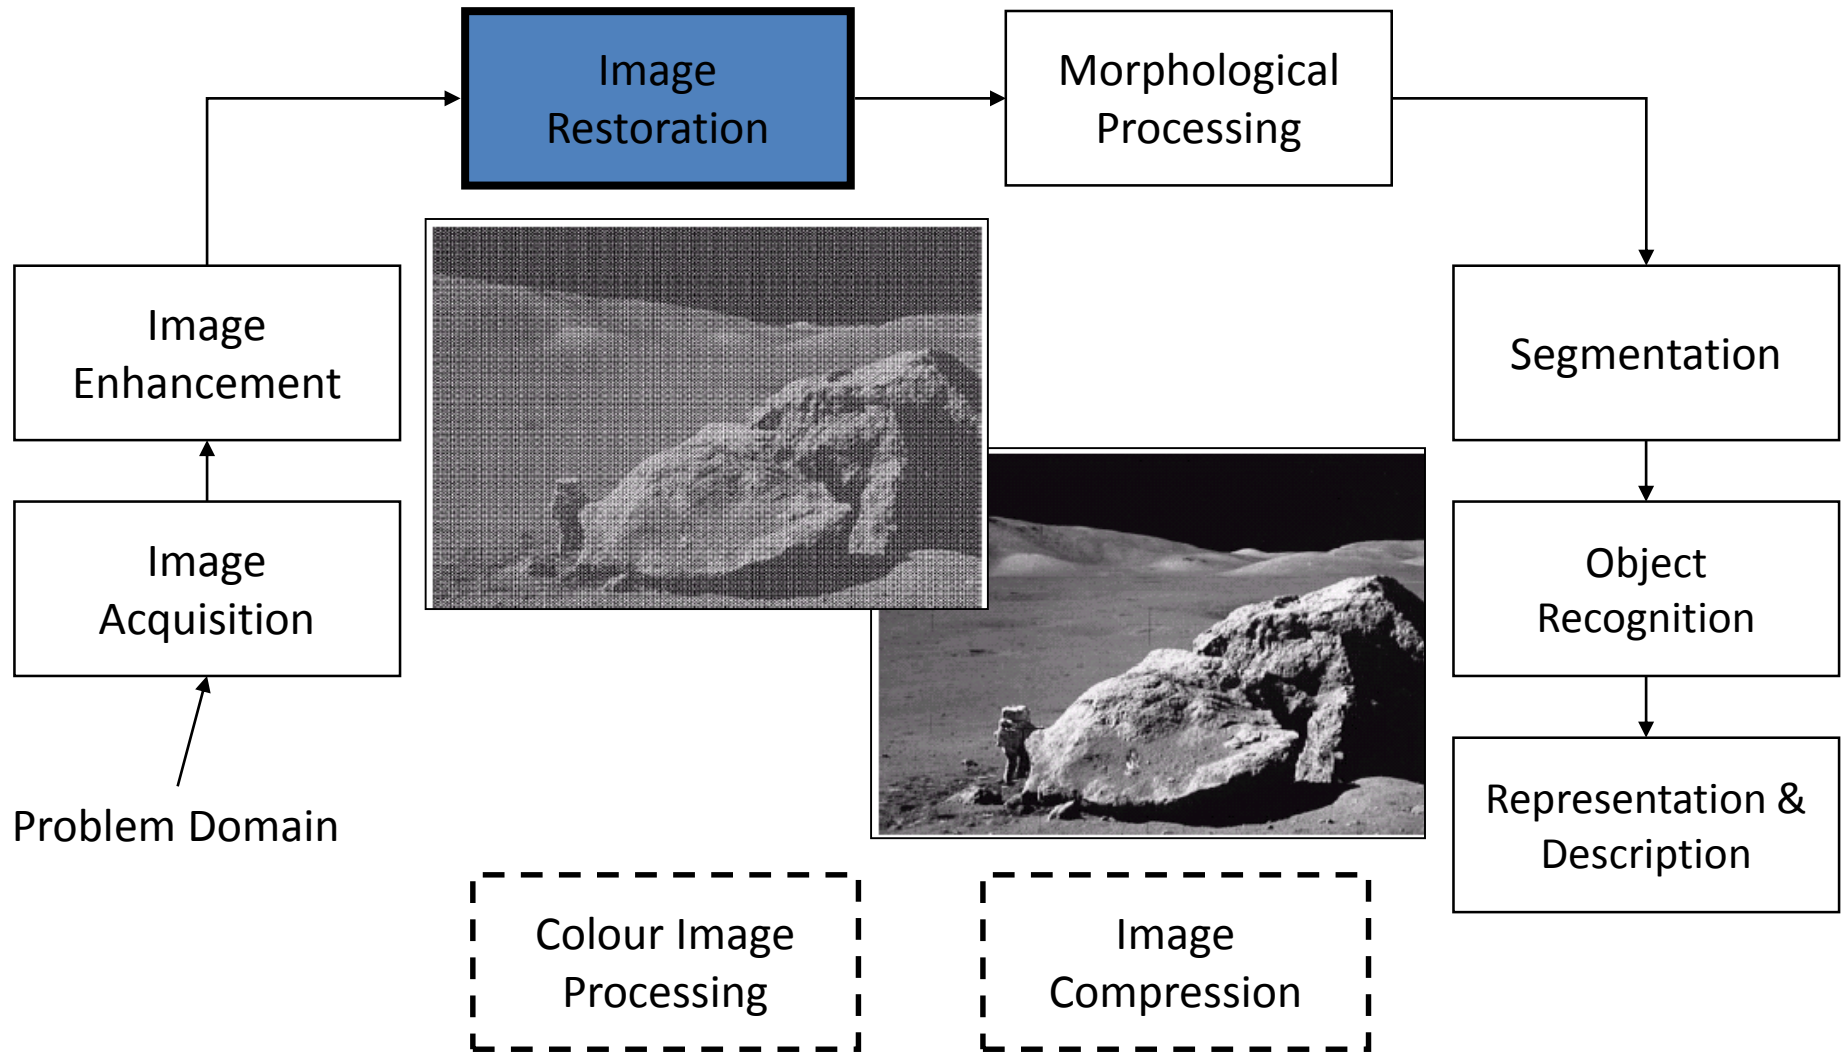 Image
Restoration
Morphological
Processing
Image
Enhancement
Segmentation
Image
Acquisition
Object
Recognition
Problem Domain
Representation &
Description
Colour Image
Processing
Image
Compression